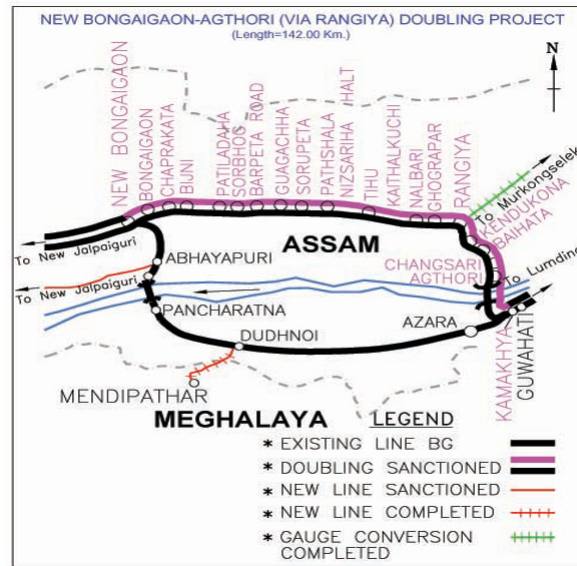 NEW BONGAIGAON-AGTHORI (VIA RANGIYA) DOUBLING PROJECT
(Length=142.00 Km.)
N
NEW BONGAIGAON
BONGAIGAON
CHAPRAKATA
BIJNI
PATILADAHA
SORBHOG
BARPETA ROAD
GUAGACHHA
SORUPETA
PATHSHALA
NIZSARIHA HALT
TIHU
KAITHALKUCHI
NALBARI
GHOGRAPAR
RANGIYA
To Murkongselek
KENDUKONA
BAIHATA
ASSAM
CHANGSARI
AGTHORI
To Lumding
To New Jalpaiguri
ABHAYAPURI
To New Jalpaiguri
PANCHARATNA
DUDHNOI
AZARA
KAMAKHYA
GUWAHATI
MENDIPATHAR
MEGHALAYA
LEGEND
* EXISTING LINE BG
* DOUBLING SANCTIONED
* NEW LINE SANCTIONED
* NEW LINE COMPLETED
* GAUGE CONVERSION
COMPLETED